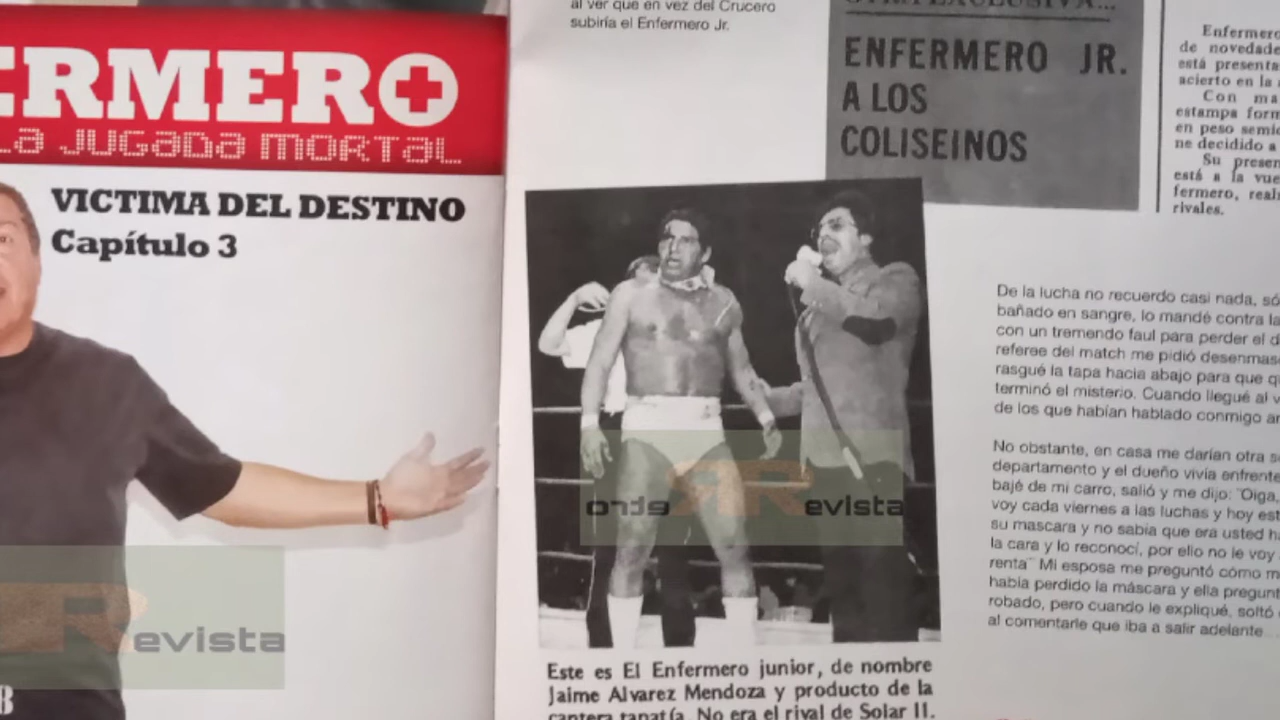 ERMERO
LA JUGADA MORTAL
VICTIMA DEL DESTINO
Capítulo 3
evista
al ver que en vez del Crucero
subiría el Enfermero Jr.
ENFERMERO JR.
A LOS
COLISEINOS
Enfermero
de novedade
está presenta
acierto en la
Con ma
estampa form
en peso semi
ne decidido a
Su presen
está a la vue
fermero, reali
rivales.
evista
Este es El Enfermero junior, de nombre
Jaime Alvarez Mendoza y producto de la
cantera tapatía. No era el rival de Solar II.
De la lucha no recuerdo casi nada, só
bañado en sangre, lo mandé contra la
con un tremendo faul para perder el d
referee del match me pidió desenmas
rasgué la tapa hacia abajo para que q
terminó el misterio. Cuando llegué al v
de los que habían hablado conmigo a
No obstante, en casa me darían otra s
departamento y el dueño vivía enfrente
bajé de mi carro, salió y me dijo: "Oiga,
voy cada viernes a las luchas y hoy est
su mascara y no sabia que era usted h
la cara y lo reconocí, por ello no le voy
renta" Mi esposa me preguntó cómo m
había perdido la máscara y ella pregunt
robado, pero cuando le expliqué, soltó
al comentarle que iba a salir adelante...